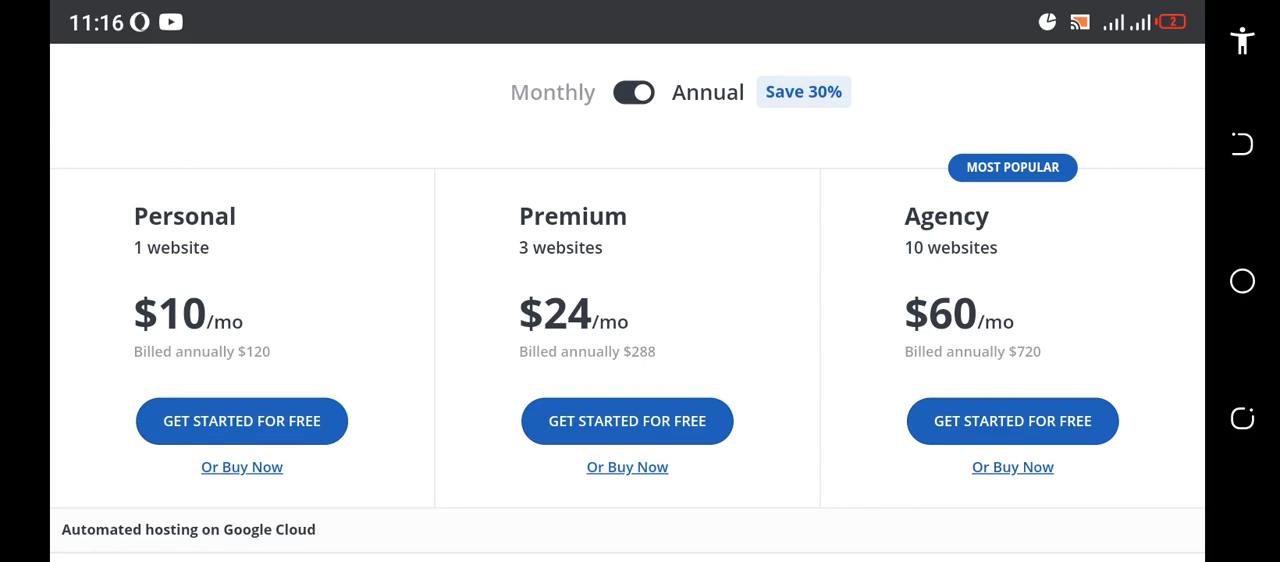 11:16
2
Monthly Annual Save 30%
MOST POPULAR
Personal
1 website
$10/mo
Billed annually $120
GET STARTED FOR FREE
Or Buy Now
Premium
3 websites
$24/mo
Billed annually $288
GET STARTED FOR FREE
Or Buy Now
Agency
10 websites
$60/mo
Billed annually $720
GET STARTED FOR FREE
Or Buy Now
Automated hosting on Google Cloud